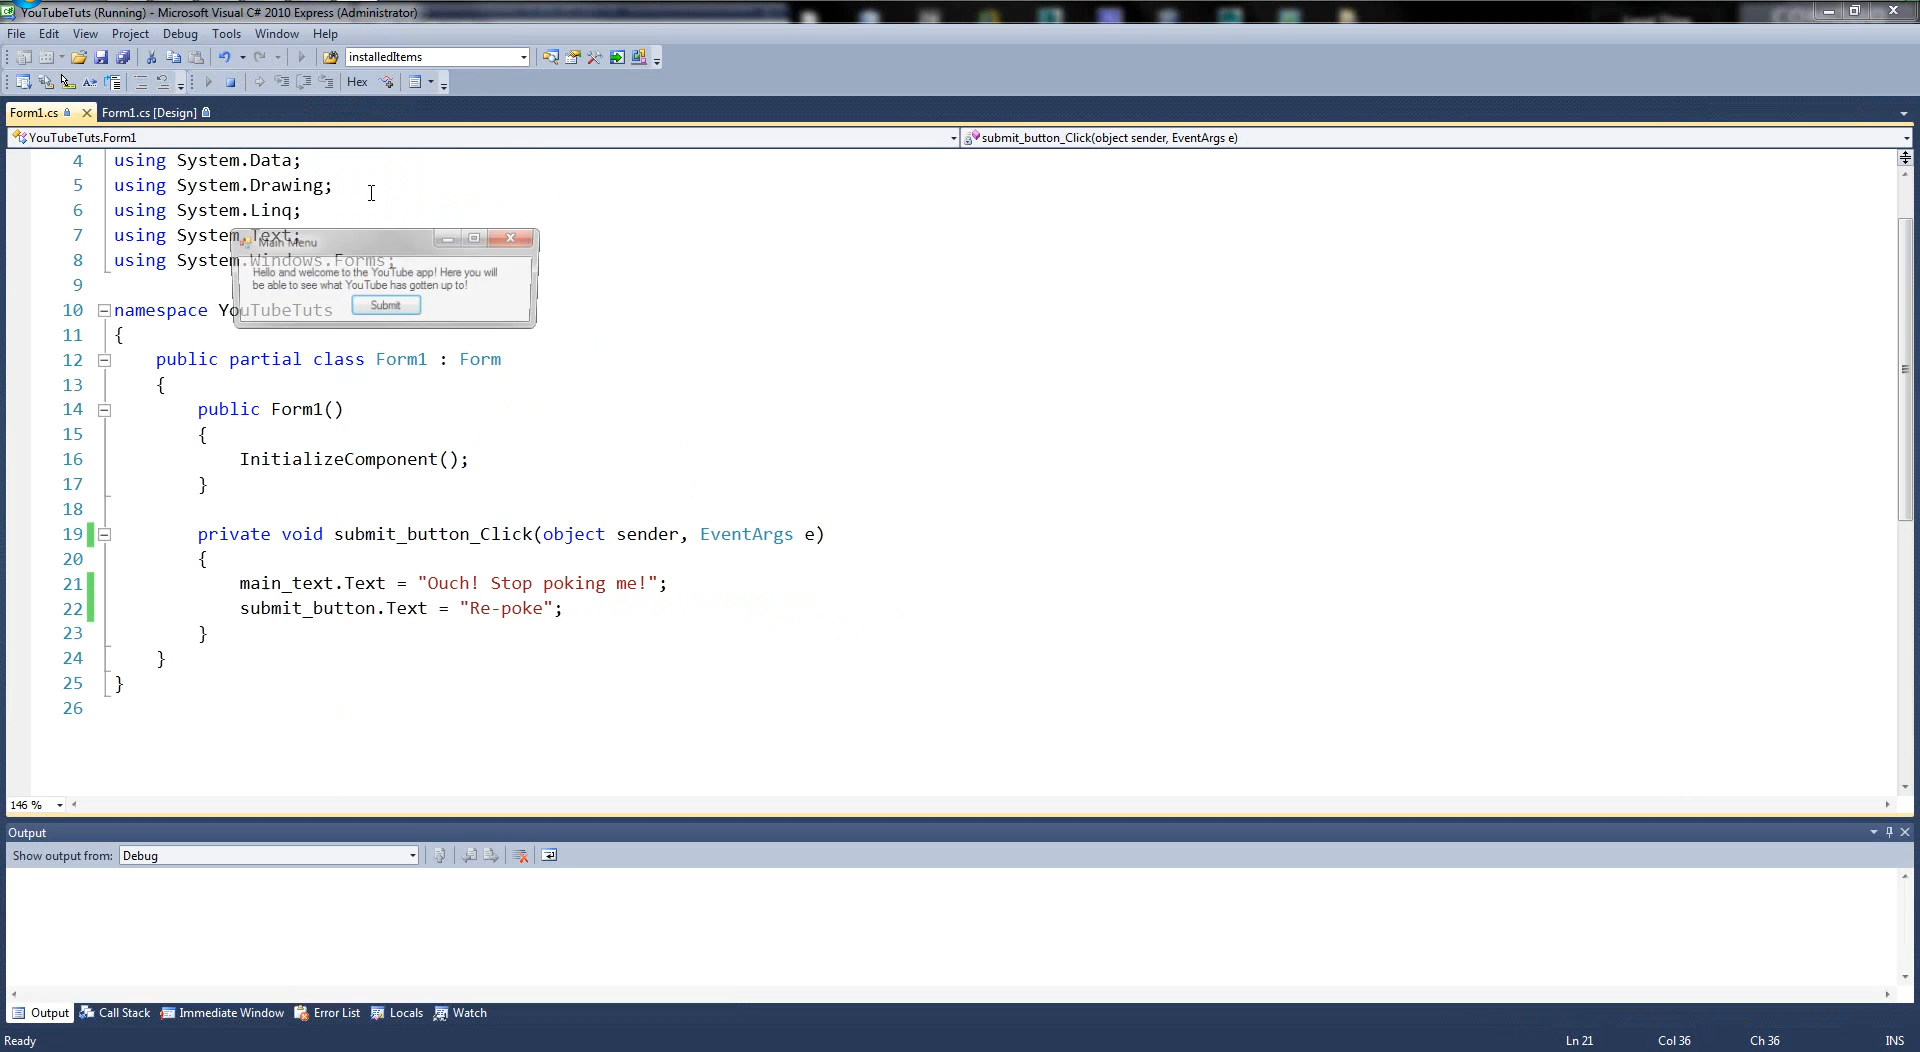 YouTubeTuts (Running) - Microsoft Visual C# 2010 Express (Administrator)
File Edit View Project Debug Tools Window Help
installedItems
Hex
Form1.cs Form1.cs [Design]
YouTubeTuts.Form1 submit_button_Click(object sender, EventArgs e)
4 using System.Data;
5 using System.Drawing;
6 using System.Linq;
7 using System.Text;
8 using System.Windows.Forms;
9
10 namespace YouTubeTuts
11 {
12 public partial class Form1 : Form
13 {
14 public Form1()
15 {
16 InitializeComponent();
17 }
18
19 private void submit_button_Click(object sender, EventArgs e)
20 {
21 main_text.Text = "Ouch! Stop poking me!";
22 submit_button.Text = "Re-poke";
23 }
24 }
25 }
26
Main Menu
Hello and welcome to the YouTube app! Here you will
be able to see what YouTube has gotten up to!
Submit
146 %
Output
Show output from: Debug
Output Call Stack Immediate Window Error List Locals Watch
Ready Ln 21 Col 36 Ch 36 INS